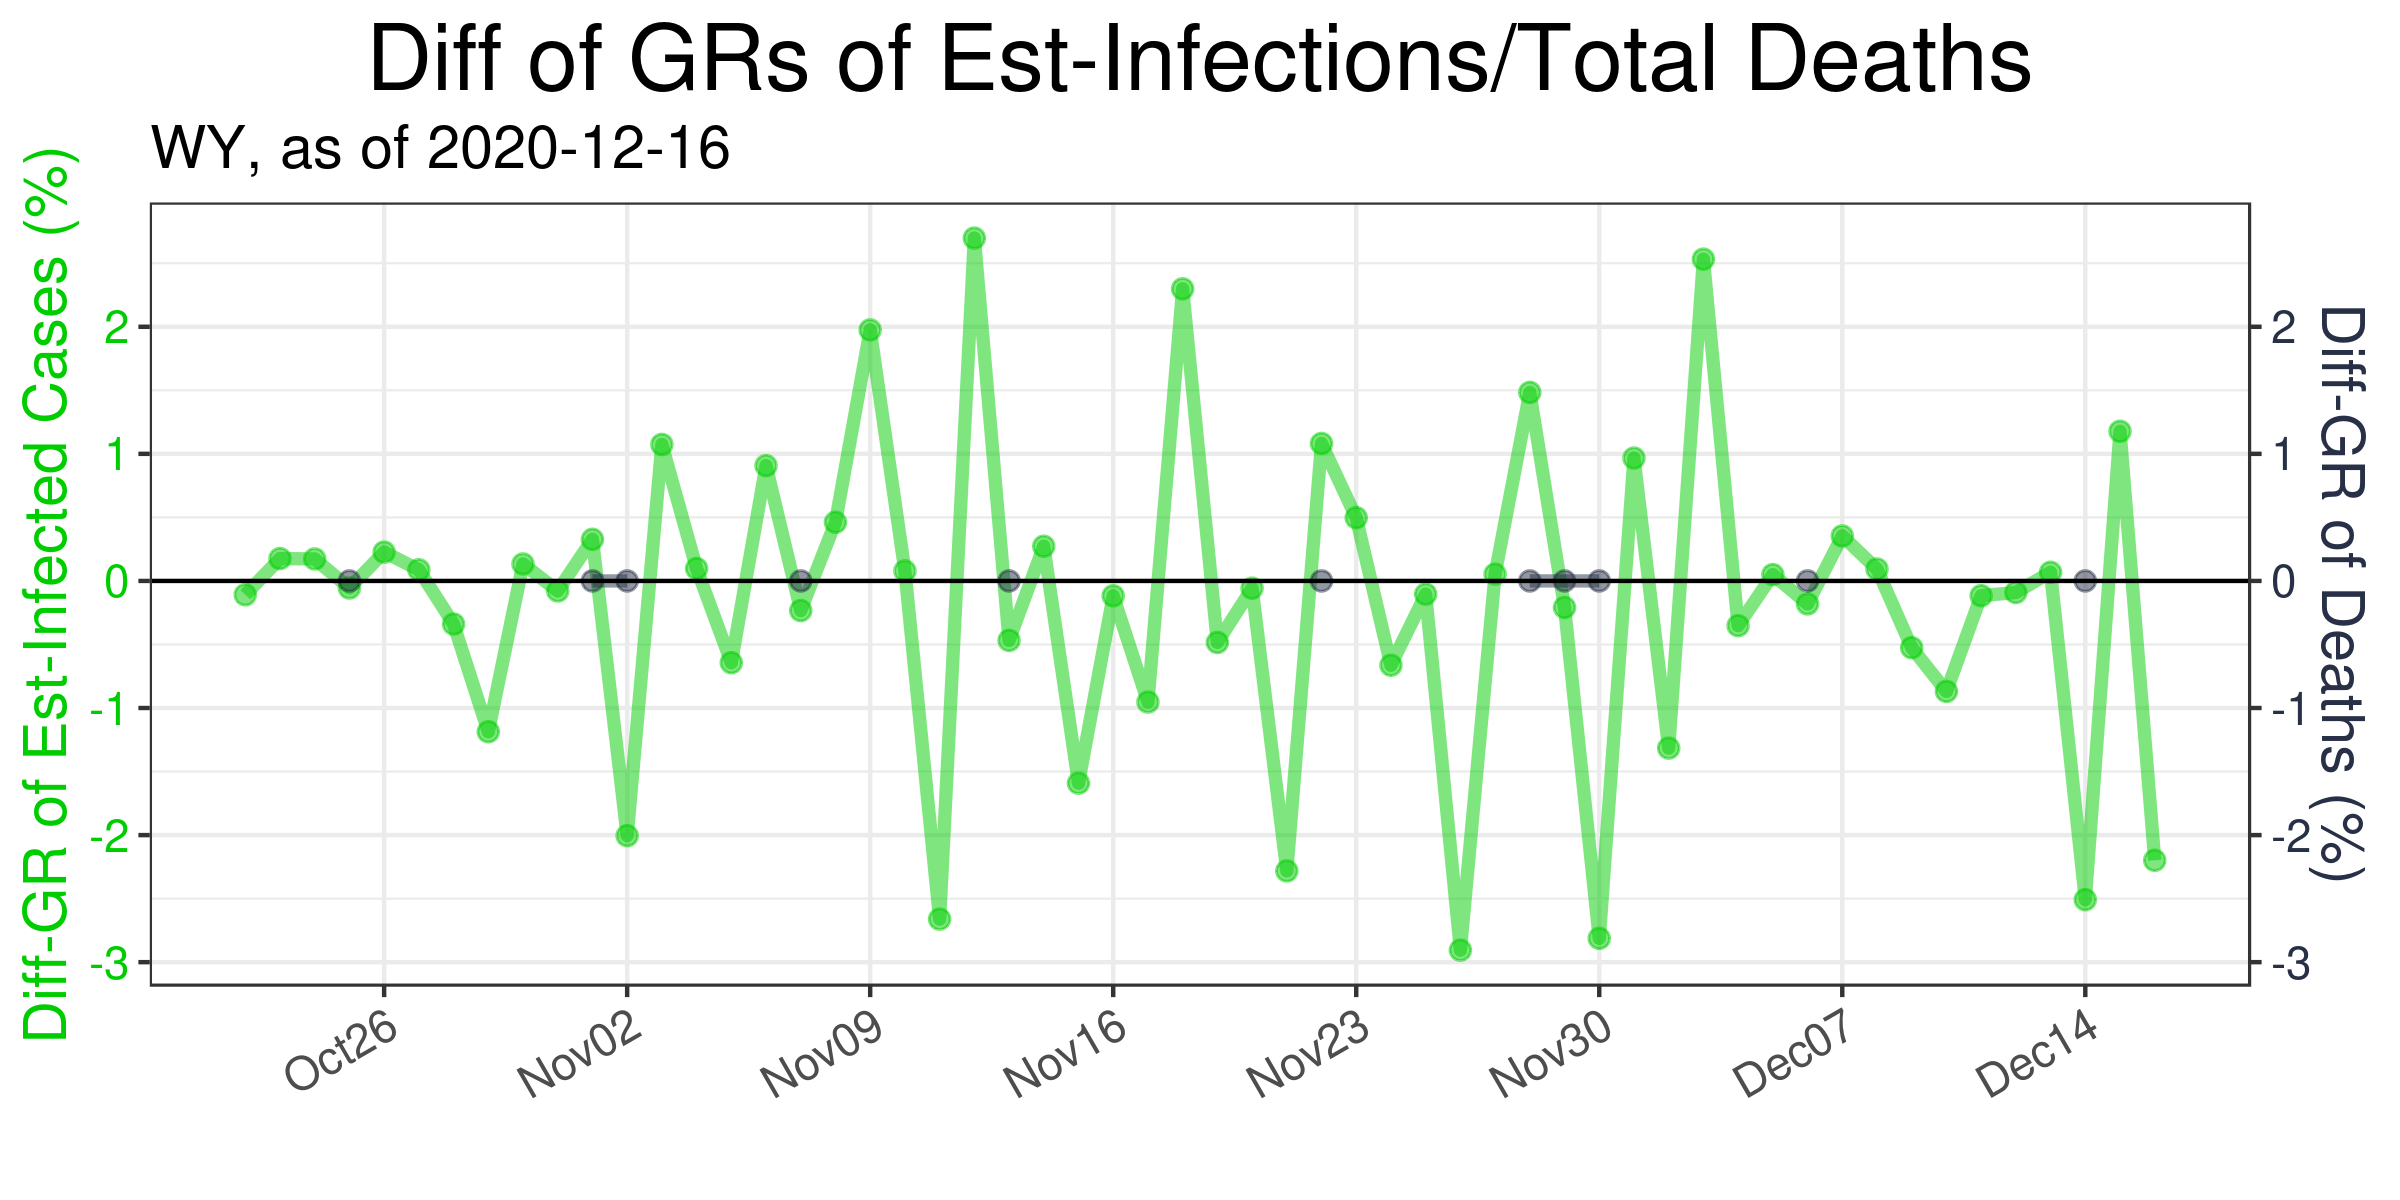 Diff of GRs of Est-Infections/Total Deaths
WY, as of 2020-12-16
Diff-GR of Est-Infected Cases (%)
2
1
0
-1
-2
-3
2
1
0
-1
-2
-3
Diff-GR of Deaths (%)
Oct26
Nov02
Nov09
Nov16
Nov23
Nov30
Dec07
Dec14